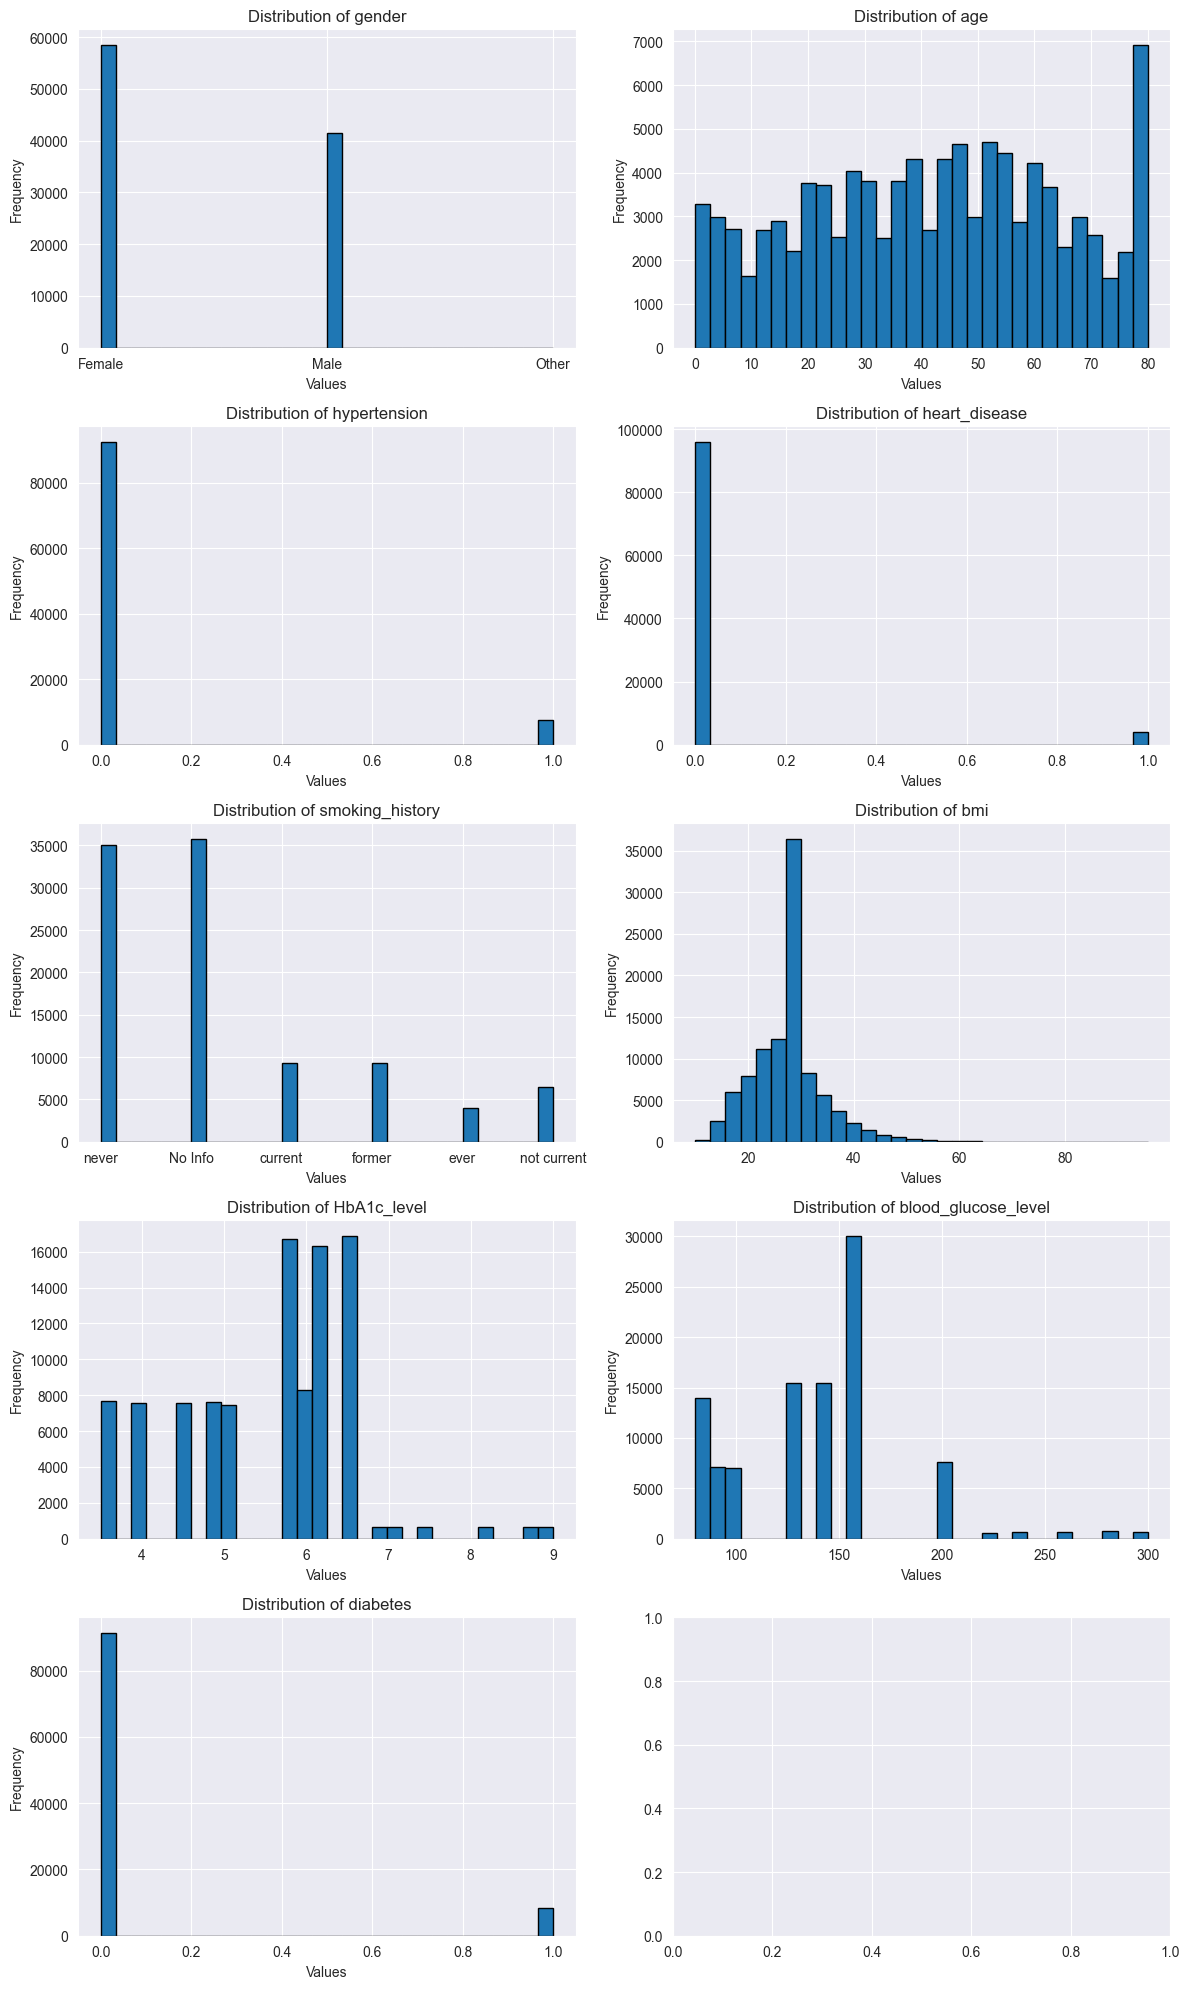 Distribution of gender
60000
50000
40000
30000
20000
10000
0
Frequency
Female Male Other
Values
Distribution of age
7000
6000
5000
4000
3000
2000
1000
0
Frequency
0 10 20 30 40 50 60 70 80
Values
Distribution of hypertension
80000
60000
40000
20000
0
Frequency
0.0 0.2 0.4 0.6 0.8 1.0
Values
Distribution of heart_disease
100000
80000
60000
40000
20000
0
Frequency
0.0 0.2 0.4 0.6 0.8 1.0
Values
Distribution of smoking_history
35000
30000
25000
20000
15000
10000
5000
0
Frequency
never No Info current former ever not current
Values
Distribution of bmi
35000
30000
25000
20000
15000
10000
5000
0
Frequency
20 40 60 80
Values
Distribution of HbA1c_level
16000
14000
12000
10000
8000
6000
4000
2000
0
Frequency
4 5 6 7 8 9
Values
Distribution of blood_glucose_level
30000
25000
20000
15000
10000
5000
0
Frequency
100 150 200 250 300
Values
Distribution of diabetes
80000
60000
40000
20000
0
Frequency
0.0 0.2 0.4 0.6 0.8 1.0
Values
1.0
0.8
0.6
0.4
0.2
0.0
0.0 0.2 0.4 0.6 0.8 1.0